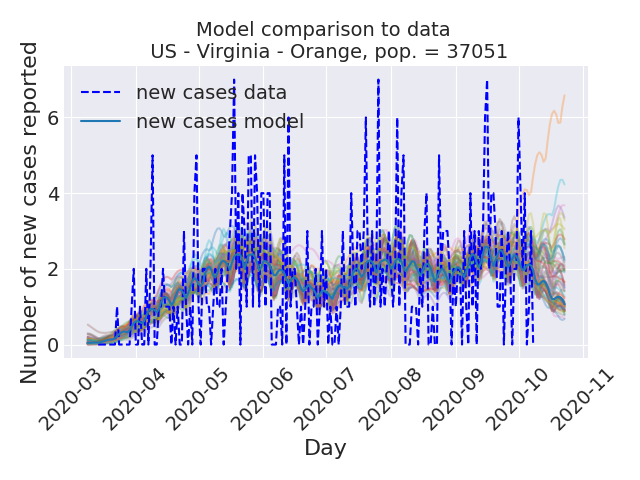 Model comparison to data
US - Virginia - Orange, pop. = 37051
Number of new cases reported
new cases data
new cases model
6
4
2
0
2020-03
2020-04
2020-05
2020-06
2020-07
2020-08
2020-09
2020-10
2020-11
Day